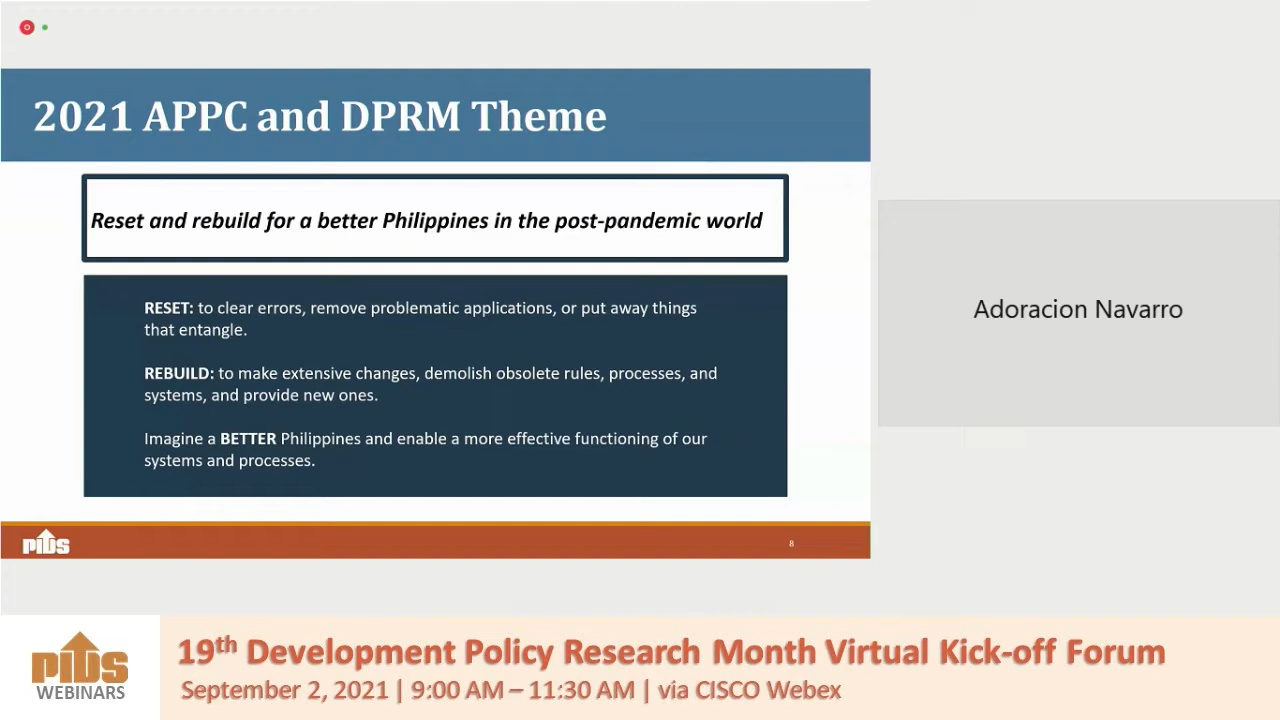 2021 APPC and DPRM Theme
Reset and rebuild for a better Philippines in the post-pandemic world
RESET: to clear errors, remove problematic applications, or put away things
that entangle.
REBUILD: to make extensive changes, demolish obsolete rules, processes, and
systems, and provide new ones.
Imagine a BETTER Philippines and enable a more effective functioning of our
systems and processes.
PIDS
8
Adoracion Navarro
PIDS
WEBINARS
19th Development Policy Research Month Virtual Kick-off Forum
September 2, 2021 | 9:00 AM – 11:30 AM | via CISCO Webex